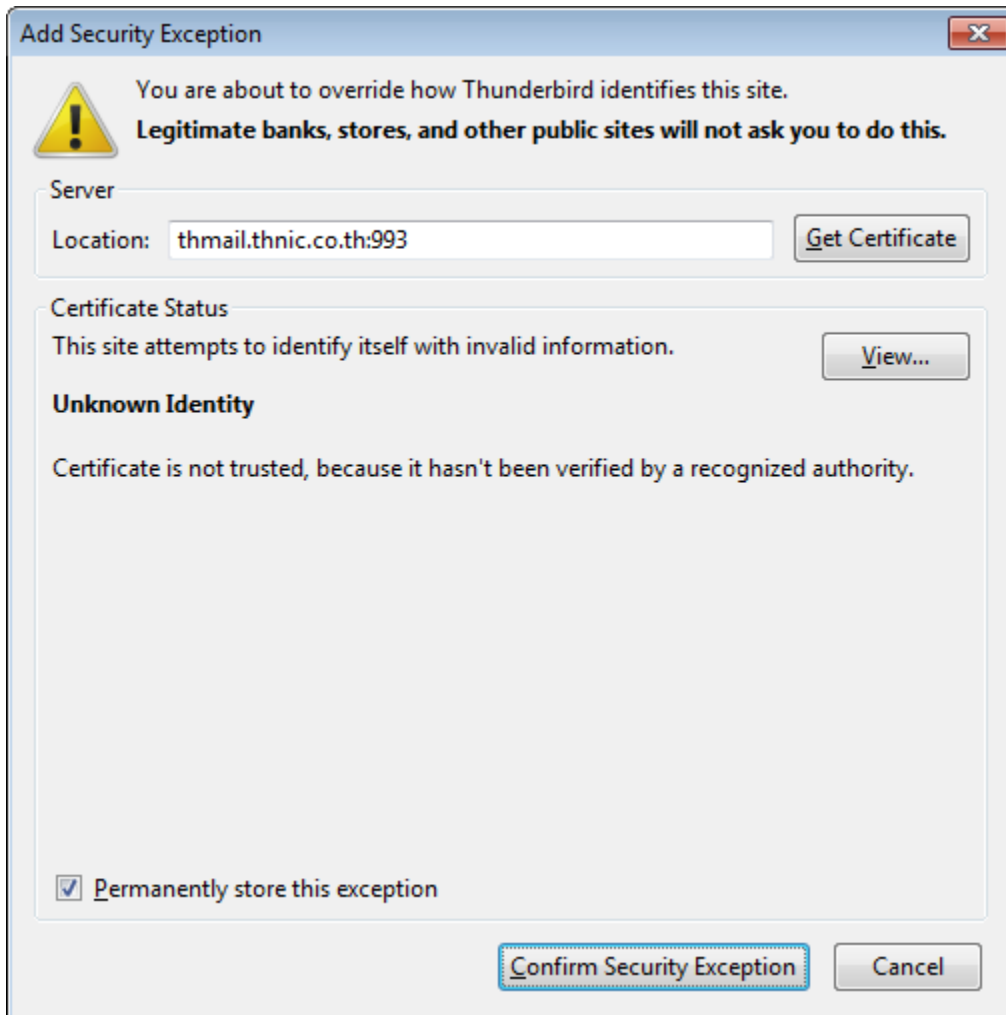 Add Security Exception
You are about to override how Thunderbird identifies this site.
Legitimate banks, stores, and other public sites will not ask you to do this.
Server
Location: thmail.thnic.co.th:993 Get Certificate
Certificate Status
This site attempts to identify itself with invalid information. View...
Unknown Identity
Certificate is not trusted, because it hasn't been verified by a recognized authority.
Permanently store this exception
Confirm Security Exception Cancel